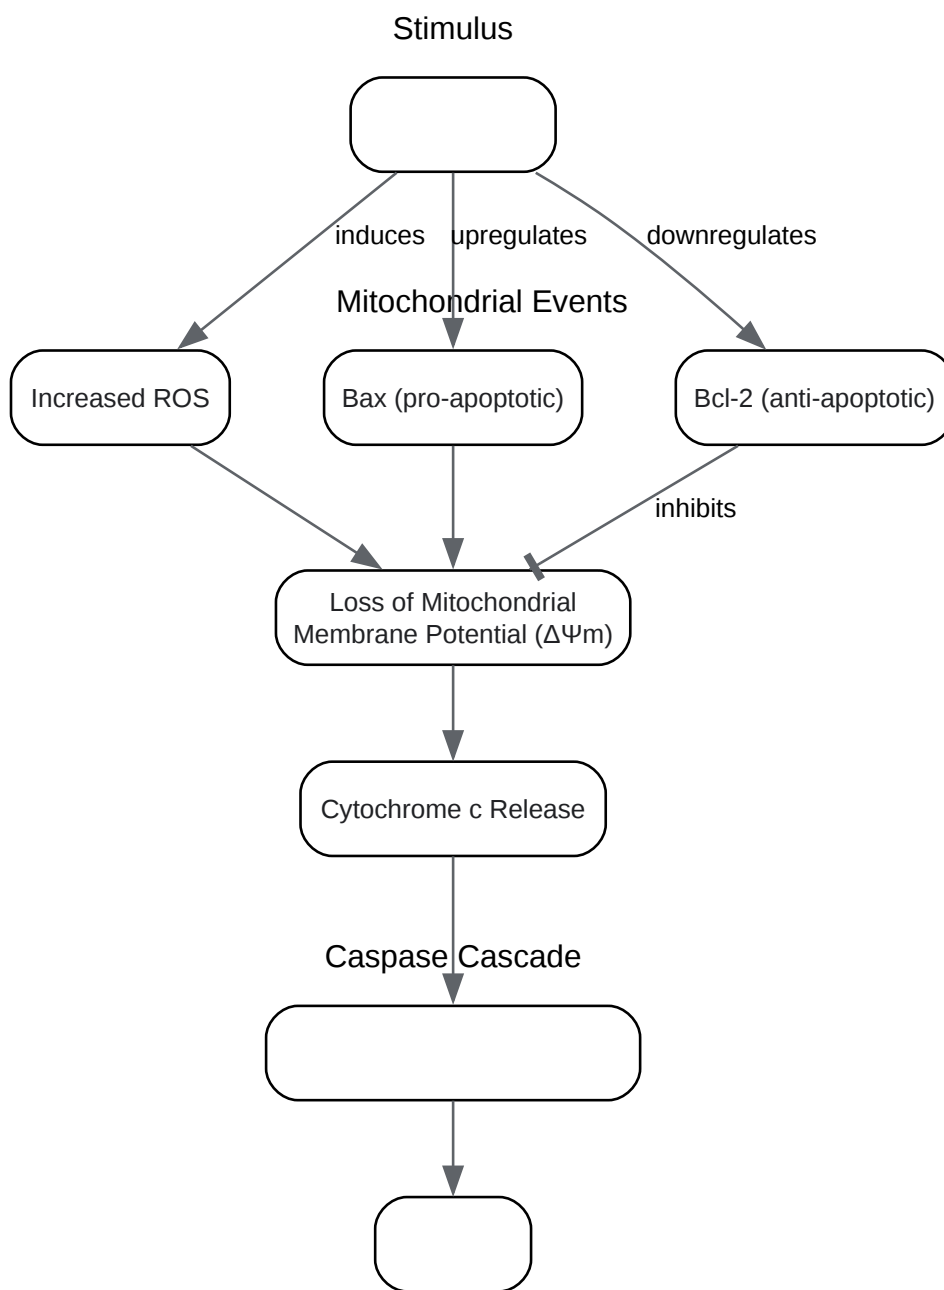 Stimulus
induces
upregulates
downregulates
Mitochondrial Events
Increased ROS
Bax (pro-apoptotic)
Bcl-2 (anti-apoptotic)
inhibits
Loss of Mitochondrial
Membrane Potential (ΔΨm)
Cytochrome c Release
Caspase Cascade